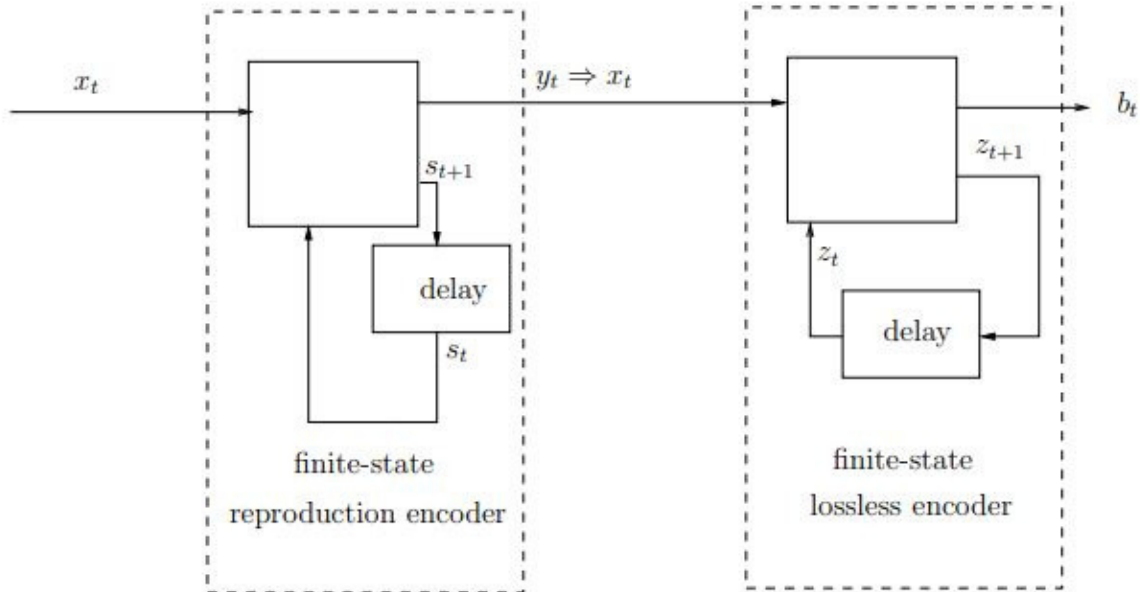 x_t
y_t ⇒ x_t
b_t
s_{t+1}
z_{t+1}
delay
s_t
z_t
delay
finite-state
reproduction encoder
finite-state
lossless encoder